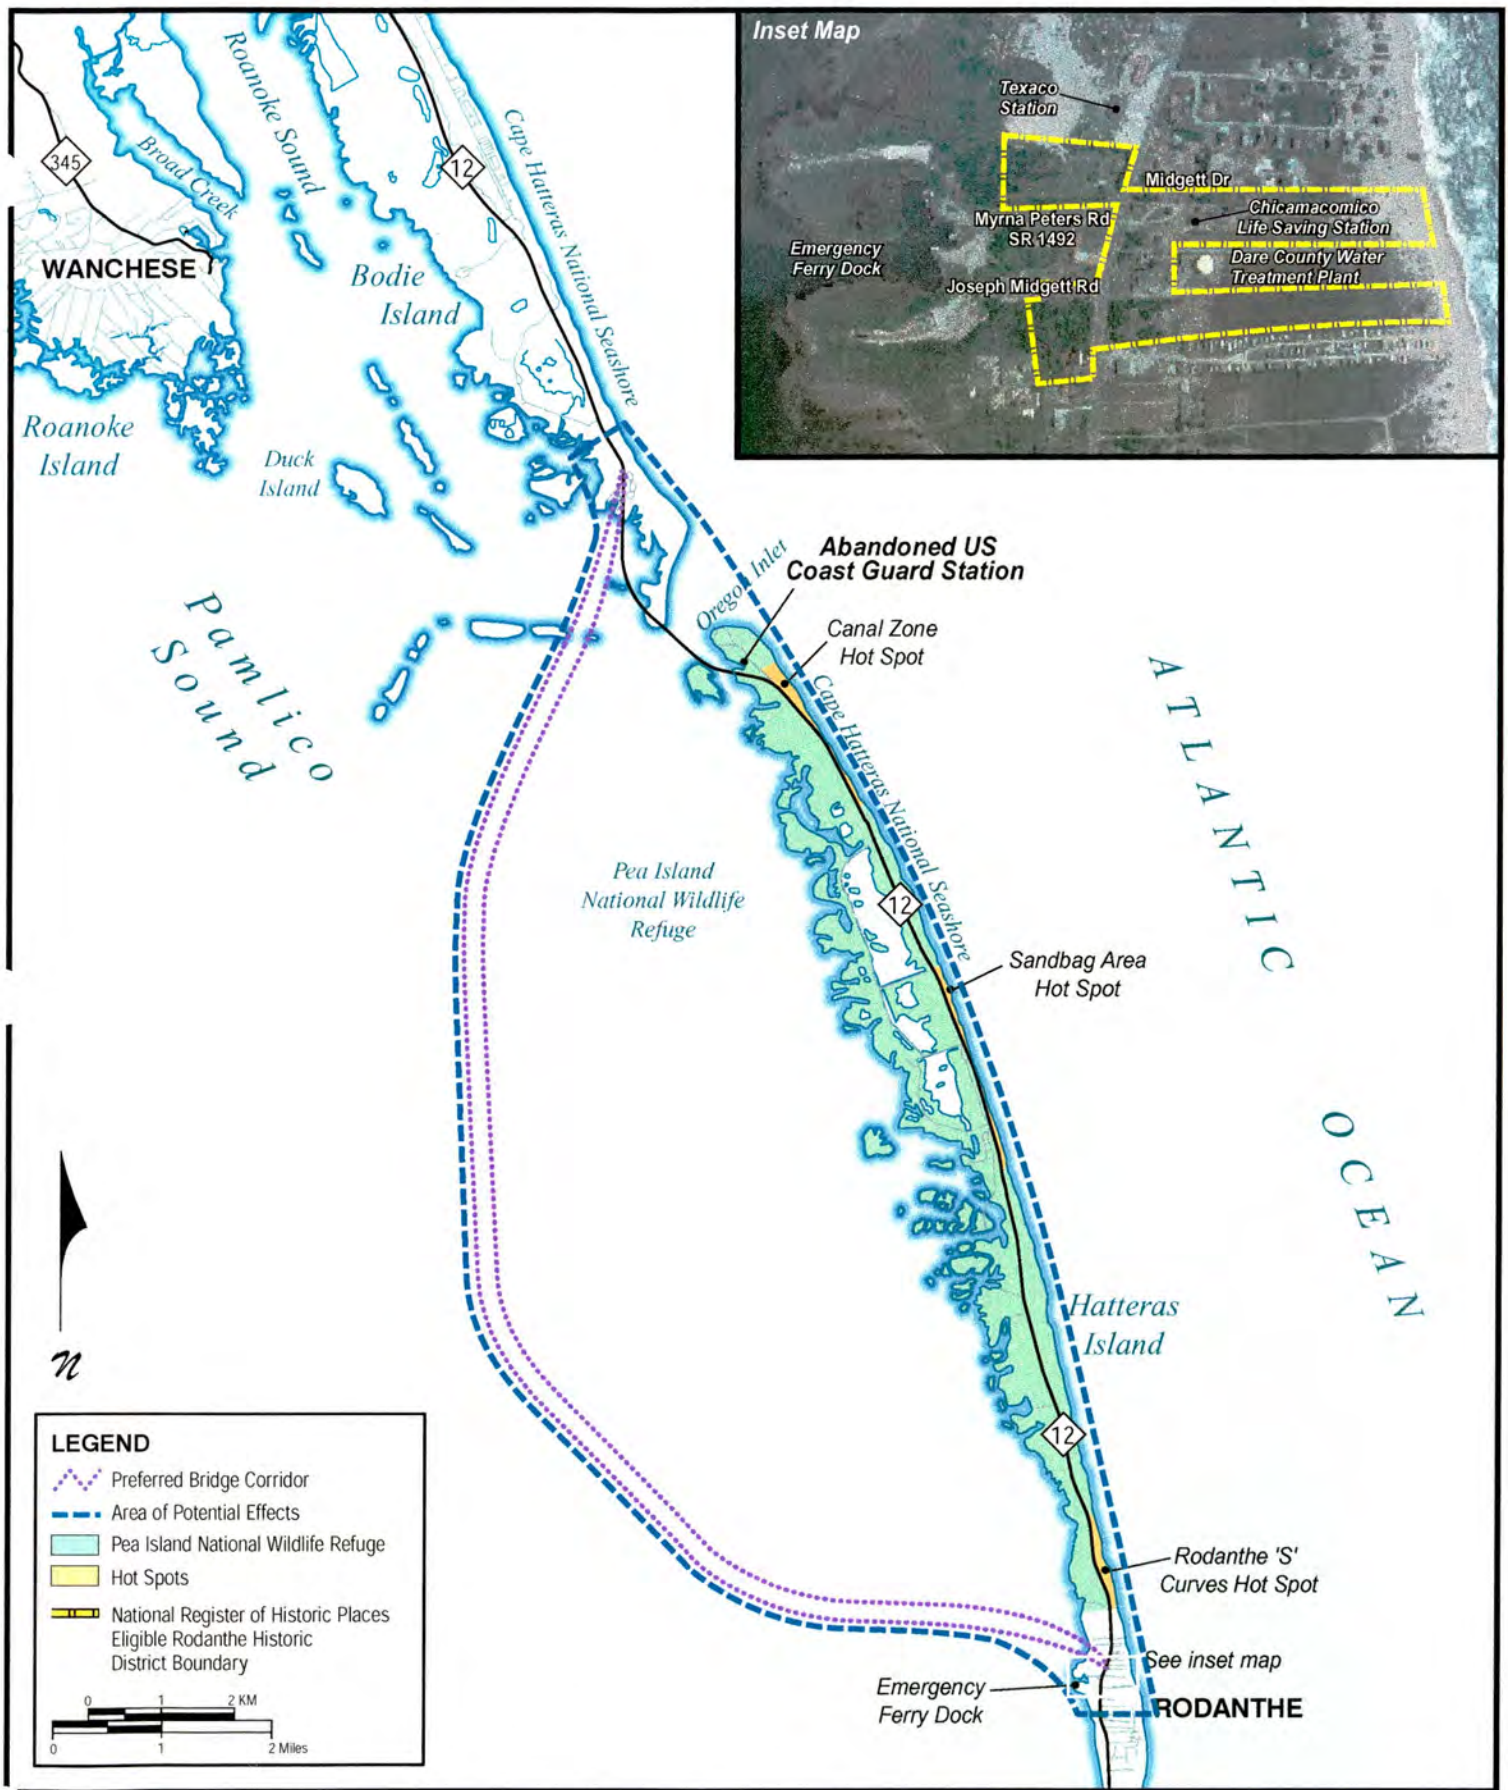 Inset Map
Texaco
Station
Midgett Dr
Chicamacomico
Life Saving Station
Myrna Peters Rd
SR 1492
Emergency
Ferry Dock
Dare County Water
Treatment Plant
Joseph Midgett Rd
Roanoke Sound
Broad Creek
345
12
Cape Hatteras National Seashore
WANCHESE
Bodie
Island
Roanoke
Island
Duck
Island
Pamlico
Sound
Oregon Inlet
Abandoned US
Coast Guard Station
Canal Zone
Hot Spot
Cape Hatteras National Seashore
ATLANTIC
OCEAN
Pea Island
National Wildlife
Refuge
12
Sandbag Area
Hot Spot
Hatteras
Island
12
Rodanthe 'S'
Curves Hot Spot
See inset map
Emergency
Ferry Dock
RODANTHE
n
LEGEND
Preferred Bridge Corridor
Area of Potential Effects
Pea Island National Wildlife Refuge
Hot Spots
National Register of Historic Places
Eligible Rodanthe Historic
District Boundary
0 1 2 KM
0 1 2 Miles